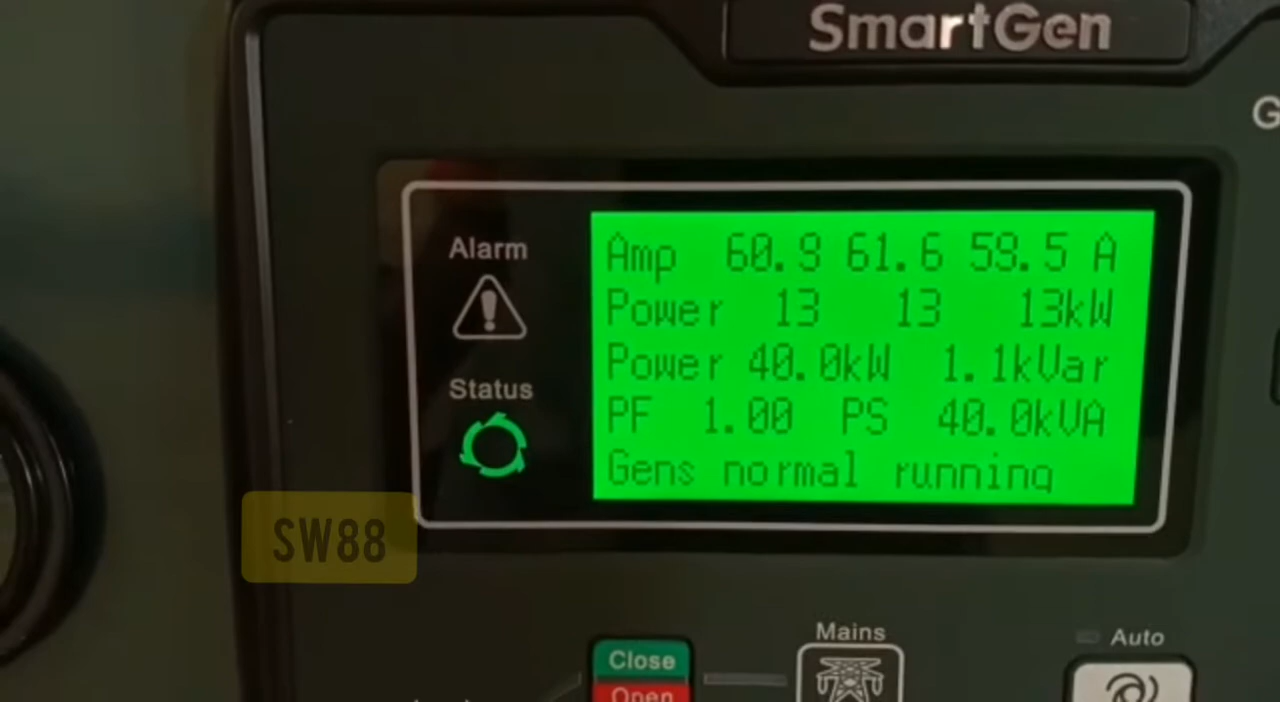 SmartGen
G
Alarm
Amp 60.9 61.6 59.5 A
Power 13 13 13kW
Power 40.0kW 1.1kVar
Status
PF 1.00 PS 40.0kVA
Gens normal running
SW88
Mains
Auto
Close
Open